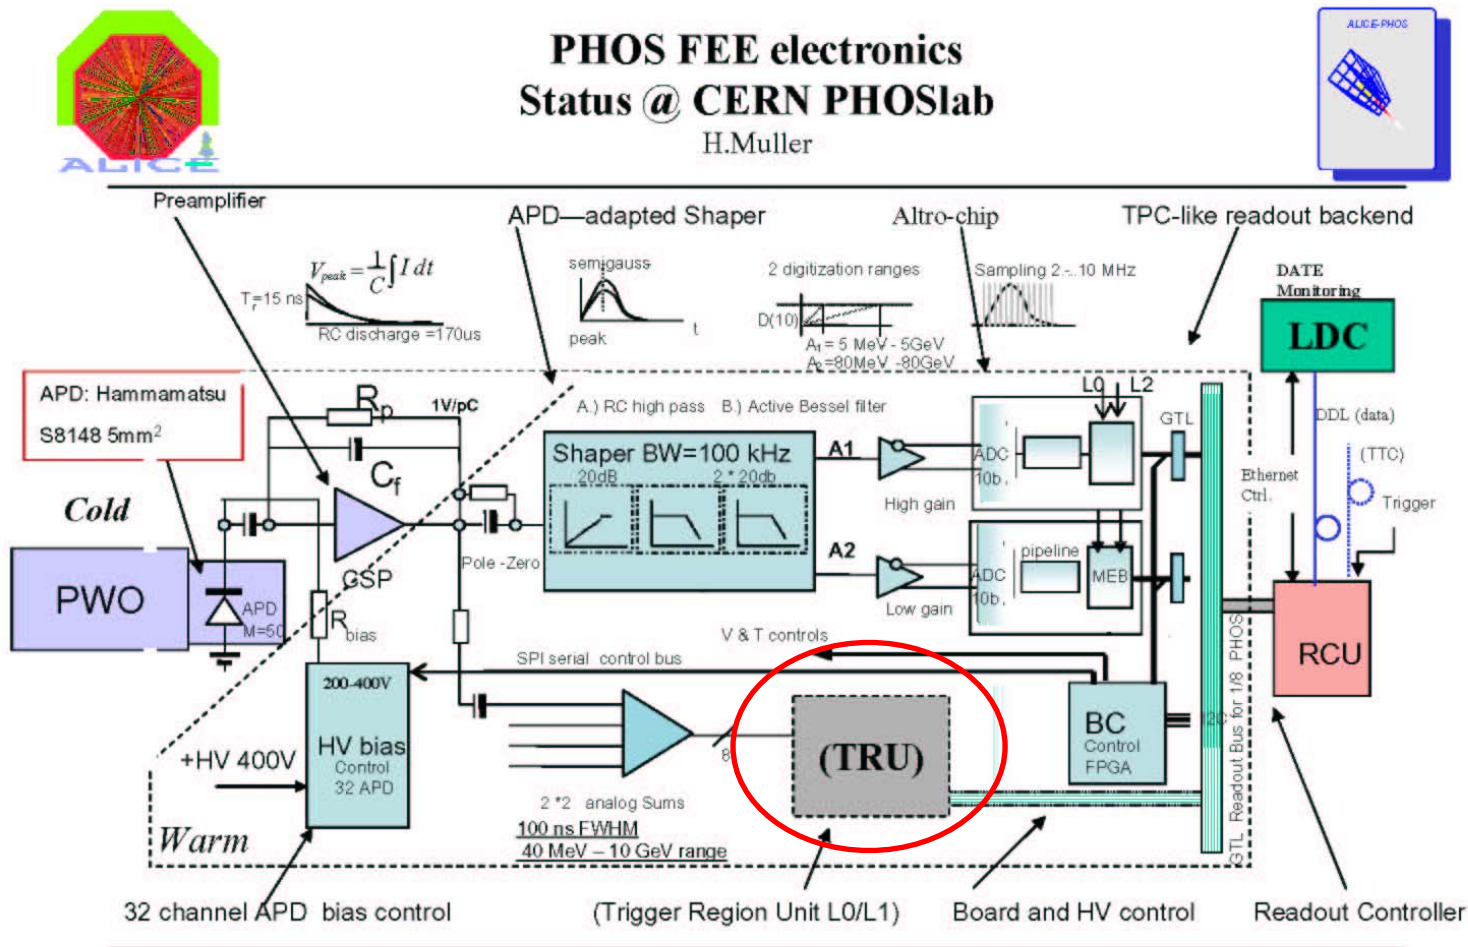 ALICE
PHOS FEE electronics
Status @ CERN PHOSlab
H.Muller
ALICE-PHOS
Preamplifier
APD—adapted Shaper
Altro-chip
TPC-like readout backend
V peak = 1/C ∫ I dt
T r =15 ns
RC discharge =170us
semigauss
peak
t
2 digitization ranges
D(10)
A1 = 5 MeV - 5GeV
A2 =80MeV -80GeV
Sampling 2 -..10 MHz
DATE
Monitoring
LDC
APD: Hammamatsu
S8148 5mm²
Rp
1V/pC
Cf
A.) RC high pass B.) Active Bessel filter
L0 L2
GTL
DDL (data)
(TTC)
Ethernet
Ctrl.
Trigger
Shaper BW=100 kHz
20dB
2 * 20db
A1
High gain
ADC
10b.
Cold
PWO
APD
M=50
GSP
Pole -Zero
A2
Low gain
ADC
10b.
pipeline
MEB
R bias
V & T controls
SPI serial control bus
RCU
200-400V
HV bias
Control
32 APD
+HV 400V
8
(TRU)
BC
Control
FPGA
I2C
GTL Readout Bus for 1/8 PHOS
2 *2 analog Sums
100 ns FWHM
40 MeV – 10 GeV range
Warm
32 channel APD bias control
(Trigger Region Unit L0/L1)
Board and HV control
Readout Controller